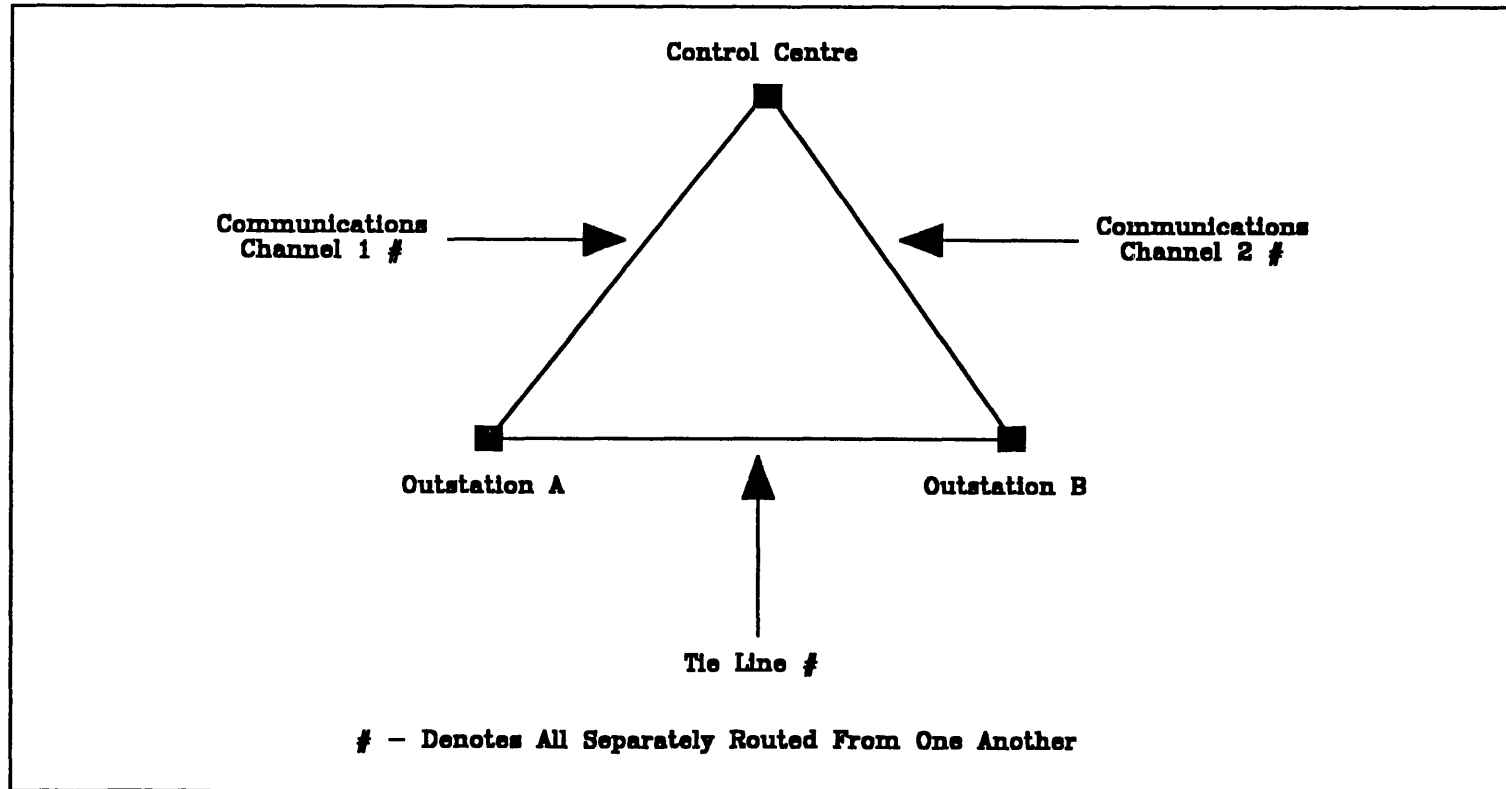 Control Centre
Communications
Channel 1 #
Communications
Channel 2 #
Outstation A
Outstation B
Tie Line #
# – Denotes All Separately Routed From One Another